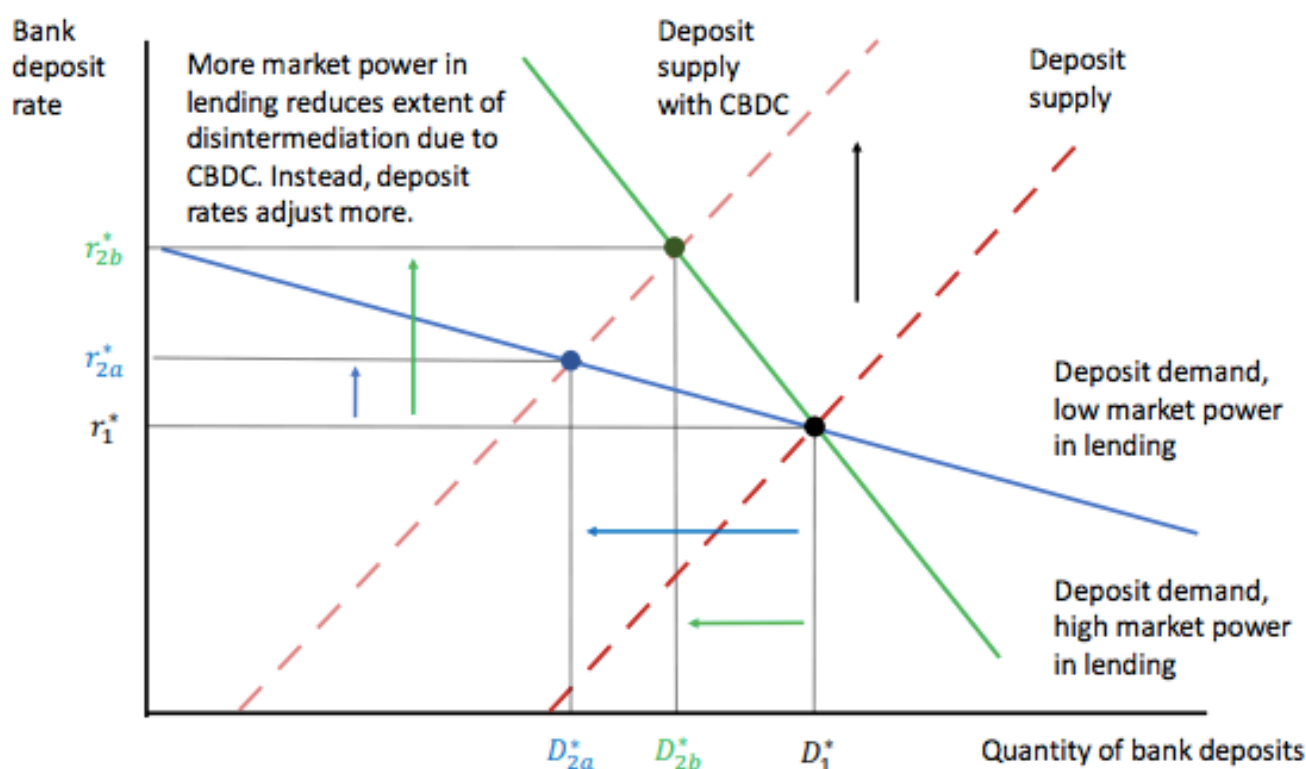 Bank
deposit
rate
More market power in
lending reduces extent of
disintermediation due to
CBDC. Instead, deposit
rates adjust more.
Deposit
supply
with CBDC
Deposit
supply
r*2b
r*2a
r*1
Deposit demand,
low market power
in lending
Deposit demand,
high market power
in lending
D*2a
D*2b
D*1
Quantity of bank deposits